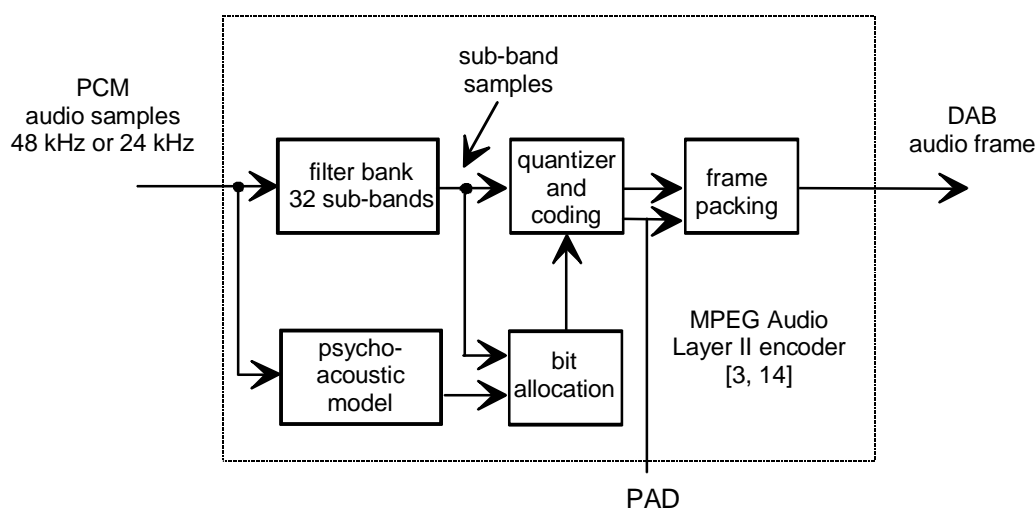 sub-band
samples
PCM
audio samples
48 kHz or 24 kHz
DAB
audio frame
filter bank
32 sub-bands
quantizer
and
coding
frame
packing
psycho-
acoustic
model
bit
allocation
MPEG Audio
Layer II encoder
[3, 14]
PAD